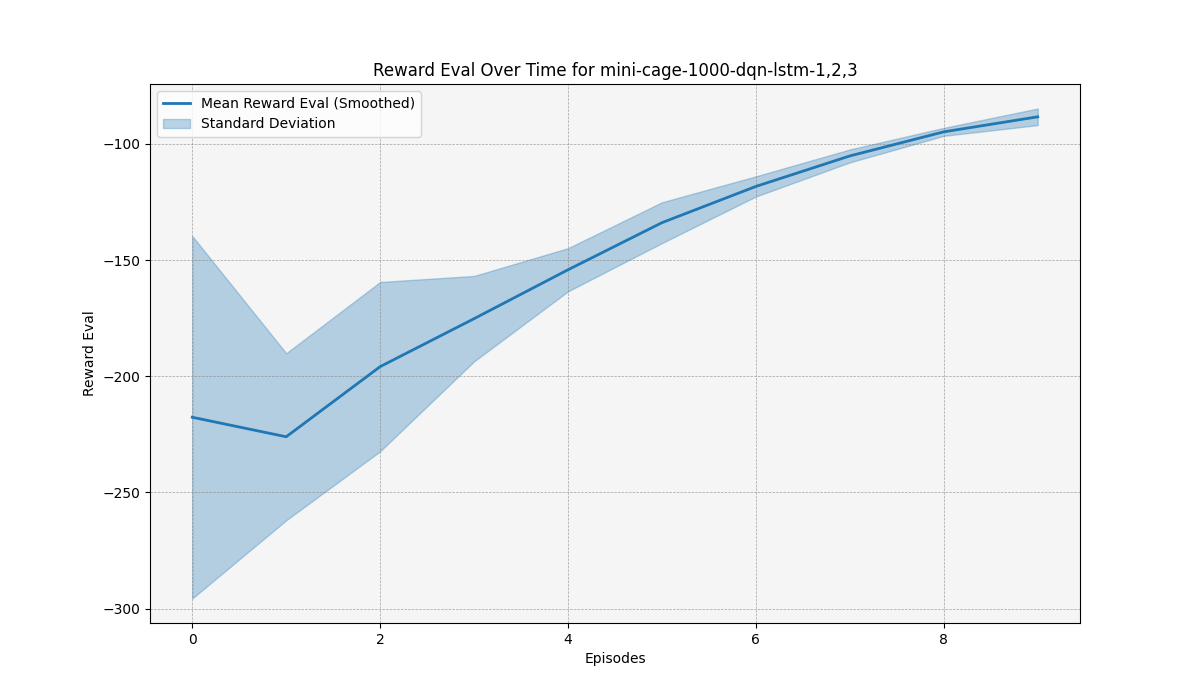 Reward Eval Over Time for mini-cage-1000-dqn-lstm-1,2,3
Mean Reward Eval (Smoothed)
Standard Deviation
Reward Eval
−100
−150
−200
−250
−300
0 2 4 6 8
Episodes